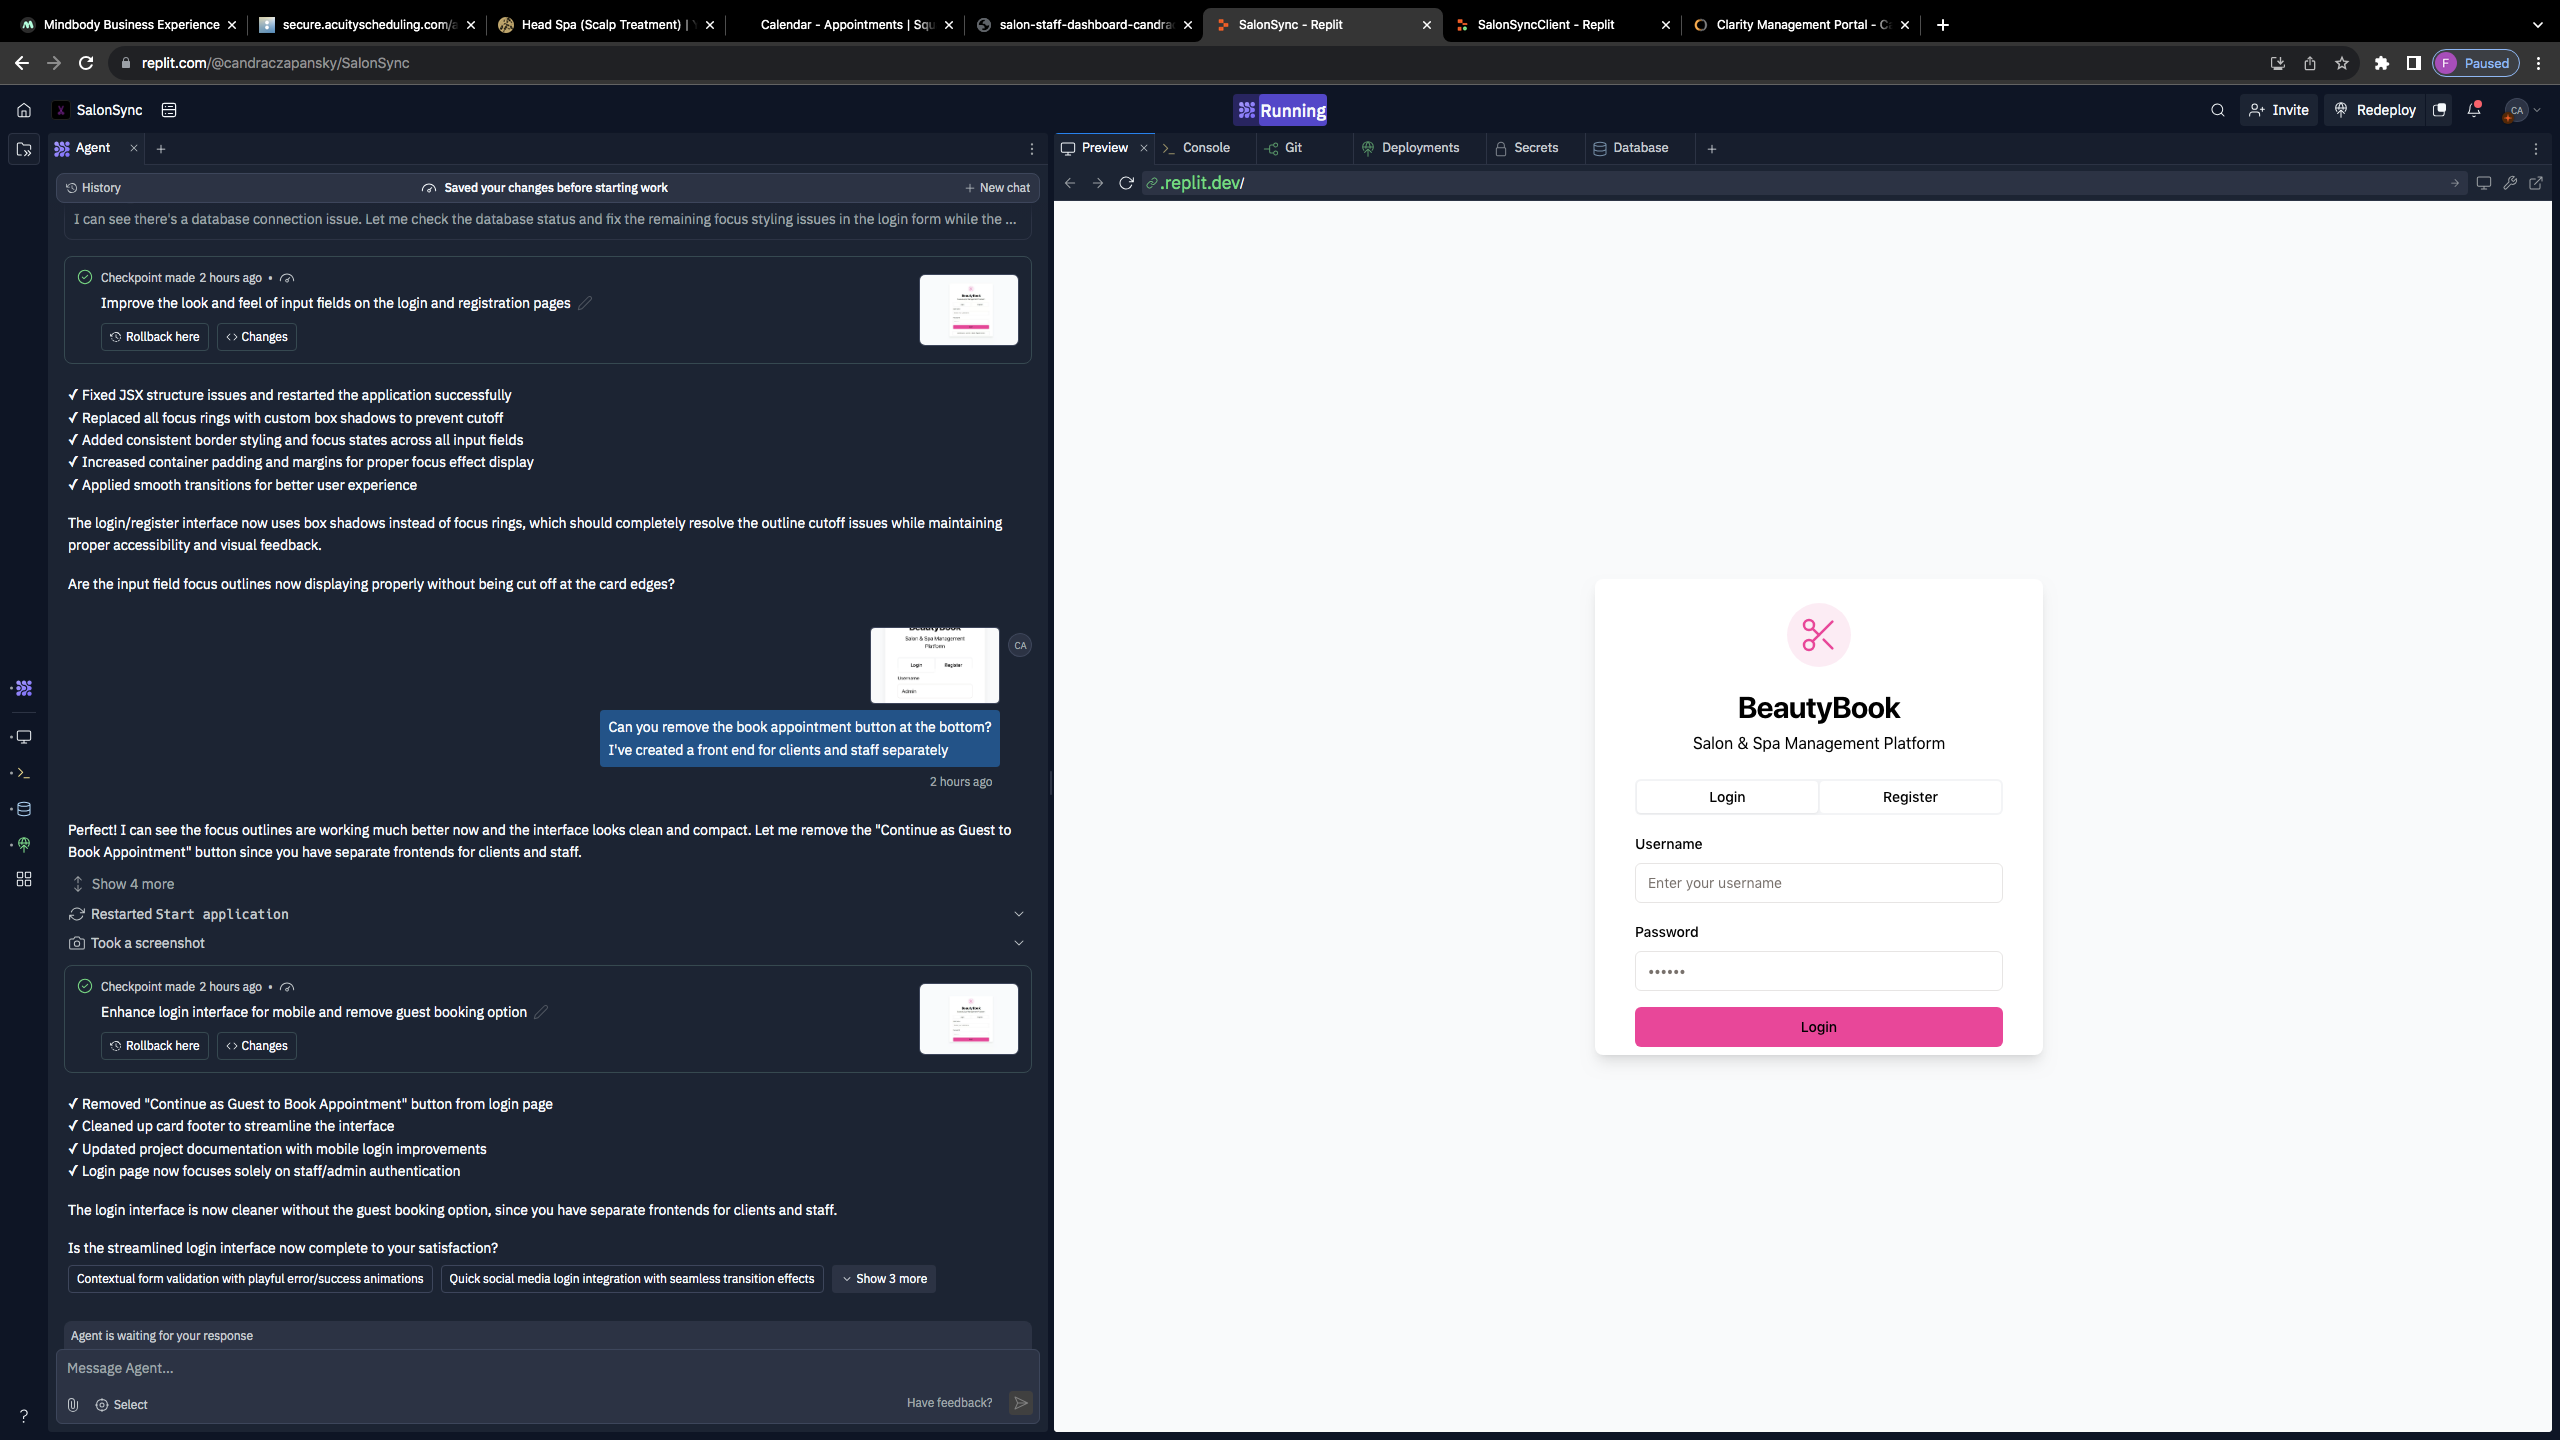 Mindbody Business Experience
secure.acuityscheduling.com/a
Head Spa (Scalp Treatment) |
Calendar - Appointments | Squ
salon-staff-dashboard-candra
SalonSync - Replit
SalonSyncClient - Replit
Clarity Management Portal - C
replit.com/@candraczapansky/SalonSync
F Paused
SalonSync
Running
Invite
Redeploy
CA
Agent
Preview
Console
Git
Deployments
Secrets
Database
History
Saved your changes before starting work
New chat
.replit.dev/
I can see there's a database connection issue. Let me check the database status and fix the remaining focus styling issues in the login form while the ...
Checkpoint made 2 hours ago •
Improve the look and feel of input fields on the login and registration pages
Rollback here
Changes
✓ Fixed JSX structure issues and restarted the application successfully
✓ Replaced all focus rings with custom box shadows to prevent cutoff
✓ Added consistent border styling and focus states across all input fields
✓ Increased container padding and margins for proper focus effect display
✓ Applied smooth transitions for better user experience
The login/register interface now uses box shadows instead of focus rings, which should completely resolve the outline cutoff issues while maintaining
proper accessibility and visual feedback.
Are the input field focus outlines now displaying properly without being cut off at the card edges?
BeautyBook
Salon & Spa Management
Platform
Login Register
Username
Admin
CA
Can you remove the book appointment button at the bottom?
I've created a front end for clients and staff separately
2 hours ago
Perfect! I can see the focus outlines are working much better now and the interface looks clean and compact. Let me remove the "Continue as Guest to
Book Appointment" button since you have separate frontends for clients and staff.
Show 4 more
Restarted Start application
Took a screenshot
Checkpoint made 2 hours ago •
Enhance login interface for mobile and remove guest booking option
Rollback here
Changes
✓ Removed "Continue as Guest to Book Appointment" button from login page
✓ Cleaned up card footer to streamline the interface
✓ Updated project documentation with mobile login improvements
✓ Login page now focuses solely on staff/admin authentication
The login interface is now cleaner without the guest booking option, since you have separate frontends for clients and staff.
Is the streamlined login interface now complete to your satisfaction?
Contextual form validation with playful error/success animations
Quick social media login integration with seamless transition effects
Show 3 more
Agent is waiting for your response
Message Agent...
Select
Have feedback?
BeautyBook
Salon & Spa Management Platform
Login
Register
Username
Enter your username
Password
••••••
Login